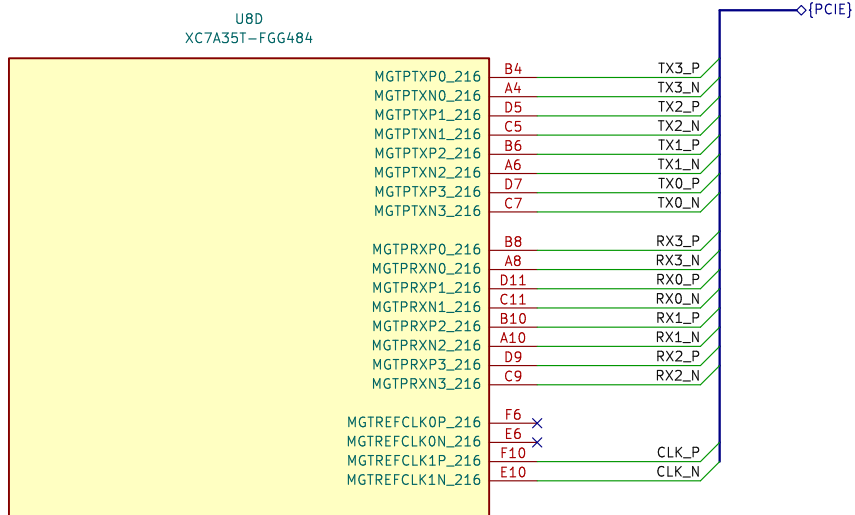 U8D
XC7A35T-FGG484
{PCIE}
MGTPTXP0_216 B4 TX3_P
MGTPTXN0_216 A4 TX3_N
MGTPTXP1_216 D5 TX2_P
MGTPTXN1_216 C5 TX2_N
MGTPTXP2_216 B6 TX1_P
MGTPTXN2_216 A6 TX1_N
MGTPTXP3_216 D7 TX0_P
MGTPTXN3_216 C7 TX0_N
MGTPRXP0_216 B8 RX3_P
MGTPRXN0_216 A8 RX3_N
MGTPRXP1_216 D11 RX0_P
MGTPRXN1_216 C11 RX0_N
MGTPRXP2_216 B10 RX1_P
MGTPRXN2_216 A10 RX1_N
MGTPRXP3_216 D9 RX2_P
MGTPRXN3_216 C9 RX2_N
MGTREFCLK0P_216 F6
MGTREFCLK0N_216 E6
MGTREFCLK1P_216 F10 CLK_P
MGTREFCLK1N_216 E10 CLK_N